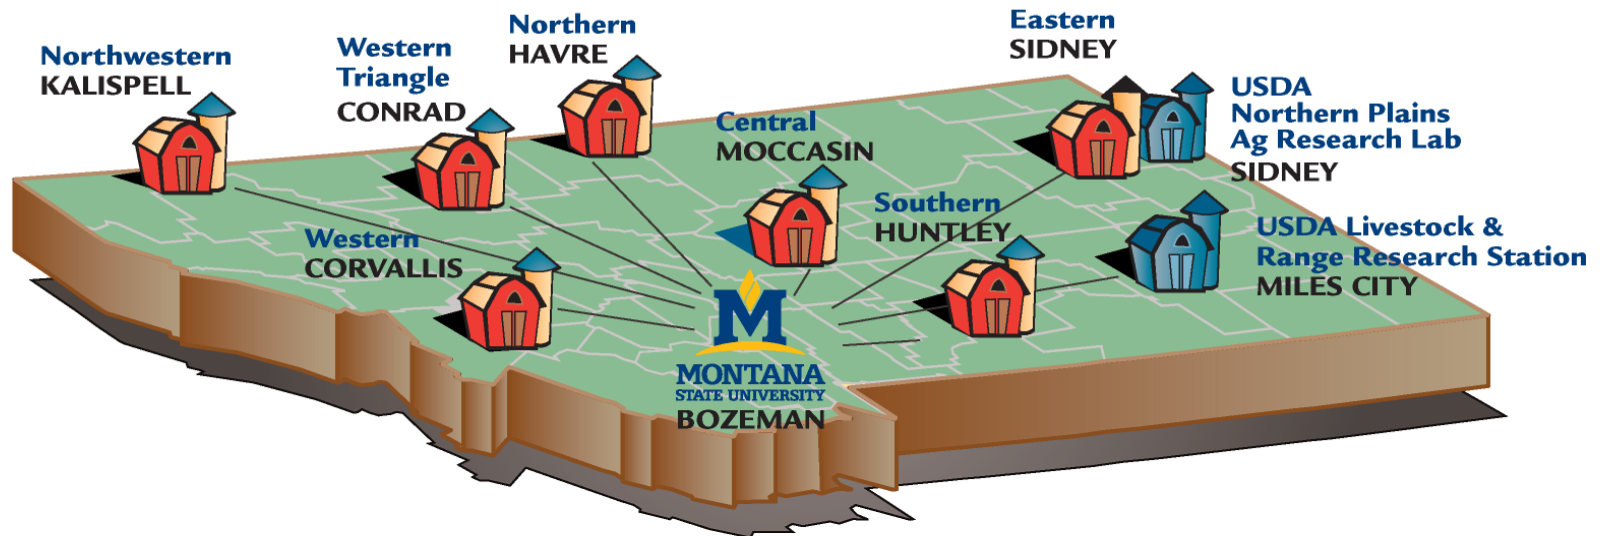 Northwestern
KALISPELL
Western
Triangle
CONRAD
Northern
HAVRE
Central
MOCCASIN
Eastern
SIDNEY
USDA
Northern Plains
Ag Research Lab
SIDNEY
Western
CORVALLIS
Southern
HUNTLEY
USDA Livestock &
Range Research Station
MILES CITY
M
MONTANA
STATE UNIVERSITY
BOZEMAN